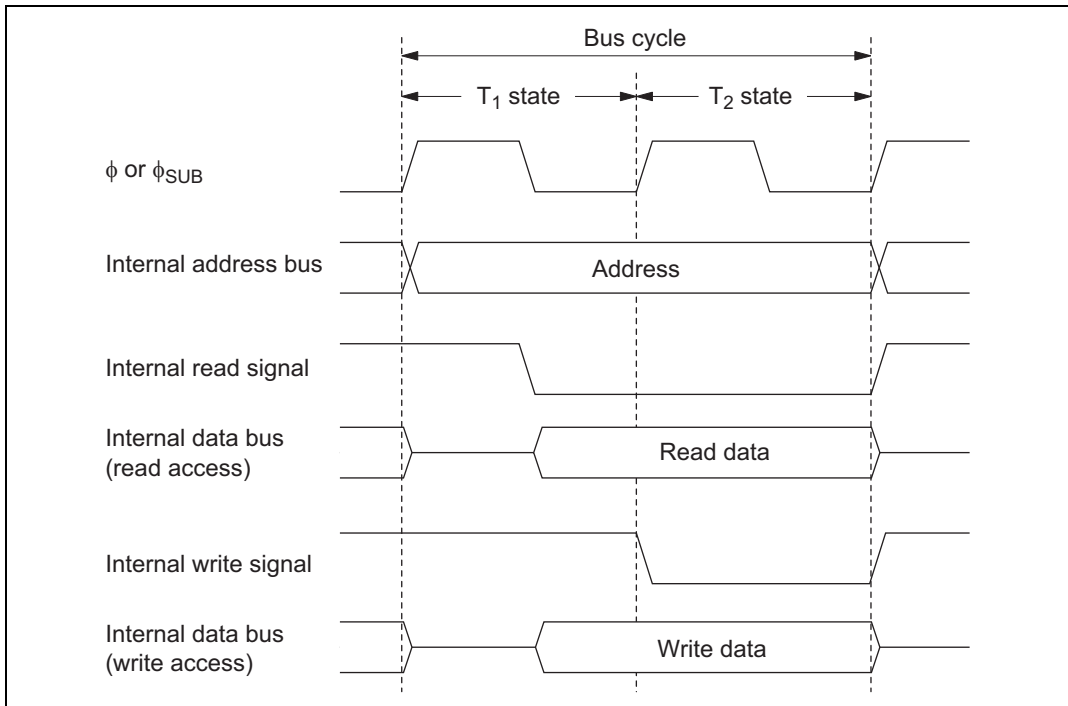 Bus cycle
T₁ state
T₂ state
ϕ or ϕSUB
Internal address bus
Address
Internal read signal
Internal data bus
(read access)
Read data
Internal write signal
Internal data bus
(write access)
Write data